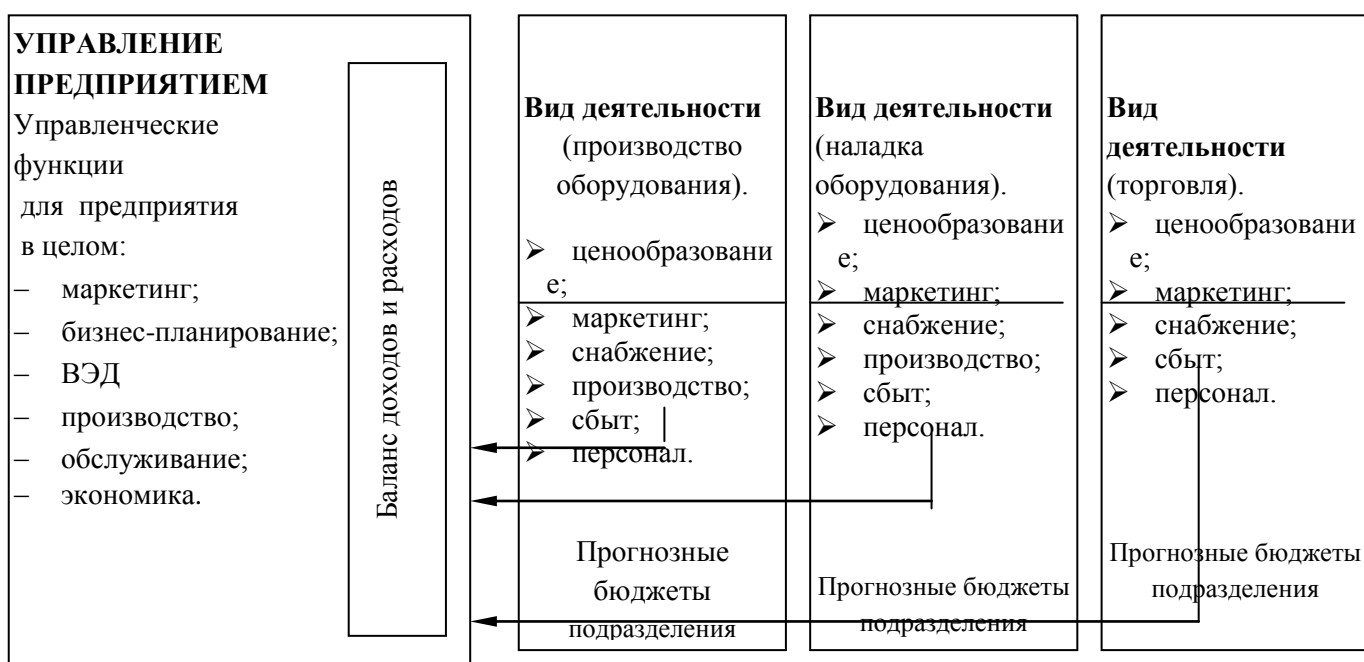 УПРАВЛЕНИЕ
ПРЕДПРИЯТИЕМ
Управленческие
функции
для предприятия
в целом:
– маркетинг;
– бизнес-планирование;
– ВЭД
– производство;
– обслуживание;
– экономика.
Баланс доходов и расходов
Вид деятельности
(производство
оборудования).
➢ ценообразовани
е;
➢ маркетинг;
➢ снабжение;
➢ производство;
➢ сбыт;
➢ персонал.
Прогнозные
бюджеты
подразделения
Вид деятельности
(наладка
оборудования).
➢ ценообразовани
е;
➢ маркетинг;
➢ снабжение;
➢ производство;
➢ сбыт;
➢ персонал.
Прогнозные бюджеты
подразделения
Вид
деятельности
(торговля).
➢ ценообразовани
е;
➢ маркетинг;
➢ снабжение;
➢ сбыт;
➢ персонал.
Прогнозные бюджеты
подразделения